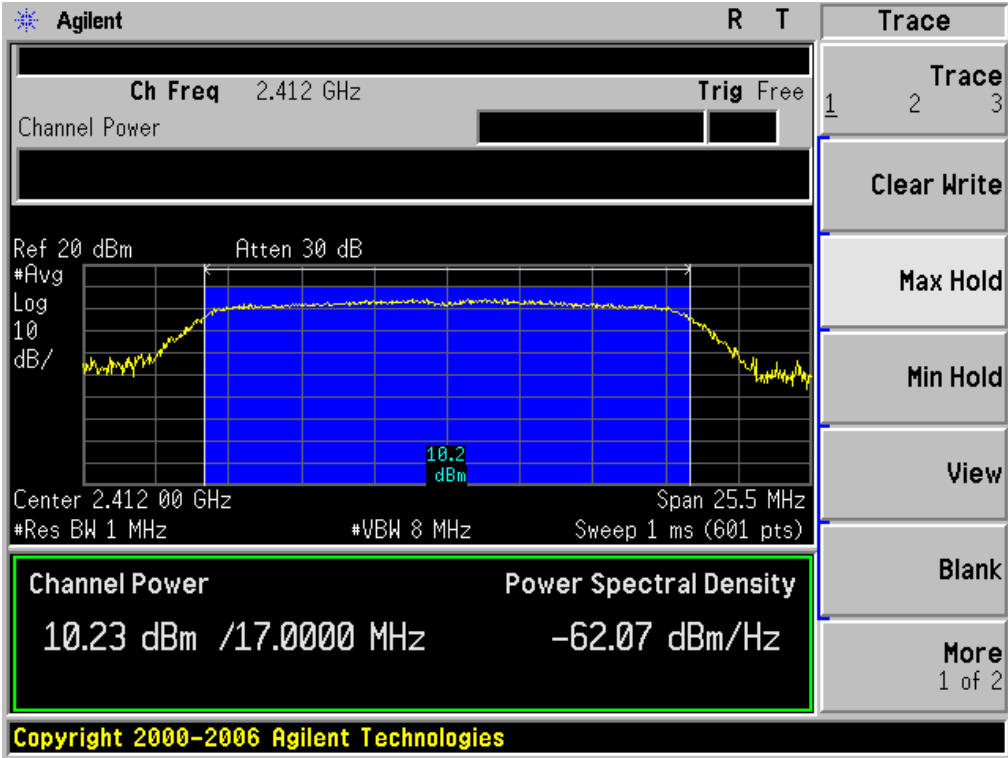 Agilent R T
Trace
Ch Freq 2.412 GHz Trig Free
Channel Power
Trace
1 2 3
Clear Write
Max Hold
Min Hold
View
Blank
More
1 of 2
Ref 20 dBm Atten 30 dB
#Avg
Log
10
dB/
10.2
dBm
Center 2.412 00 GHz Span 25.5 MHz
#Res BW 1 MHz #VBW 8 MHz Sweep 1 ms (601 pts)
Channel Power Power Spectral Density
10.23 dBm /17.0000 MHz -62.07 dBm/Hz
Copyright 2000-2006 Agilent Technologies